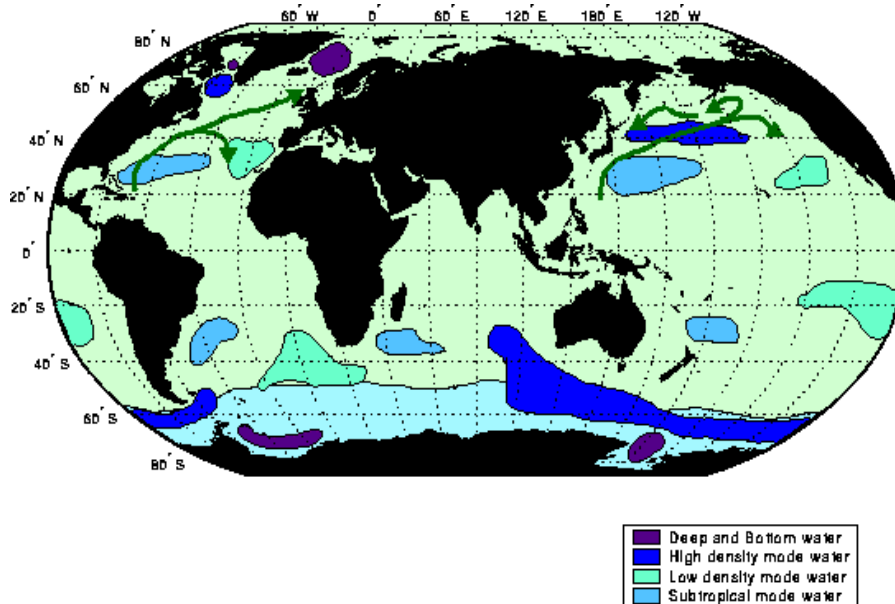 60° W 0° 60° E 120° E 180° E 120° W
80° N
60° N
40° N
20° N
0°
20° S
40° S
60° S
80° S
Deep and Bottom water
High density mode water
Low density mode water
Subtropical mode water